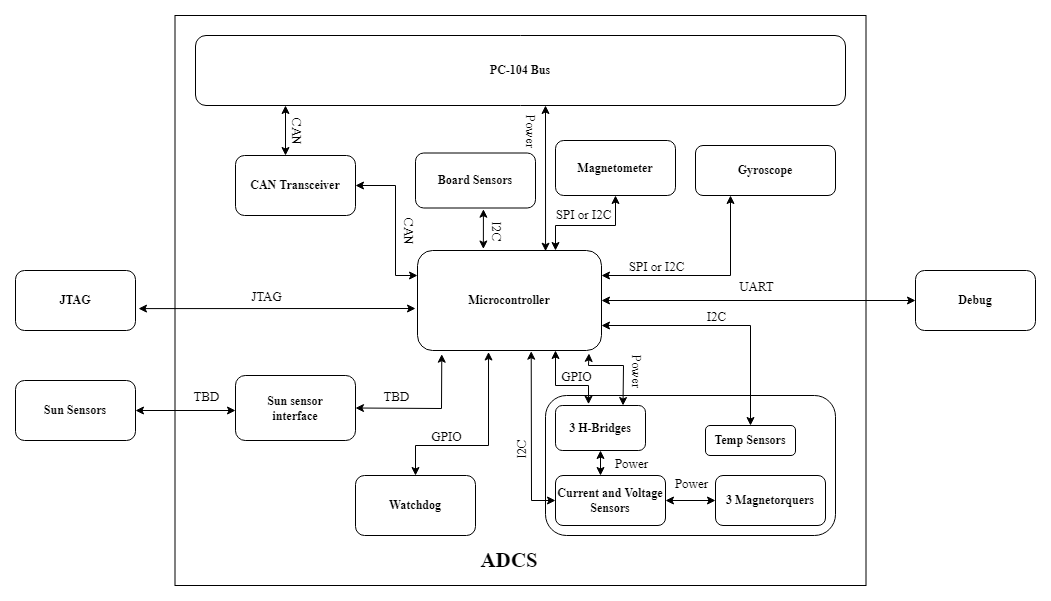 PC-104 Bus
CAN
Power
CAN Transceiver
Board Sensors
Magnetometer
Gyroscope
CAN
I2C
SPI or I2C
SPI or I2C
JTAG
JTAG
Microcontroller
UART
Debug
I2C
Sun Sensors
TBD
Sun sensor
interface
TBD
GPIO
I2C
GPIO
Power
3 H-Bridges
Temp Sensors
Power
Watchdog
Current and Voltage
Sensors
Power
3 Magnetorquers
ADCS